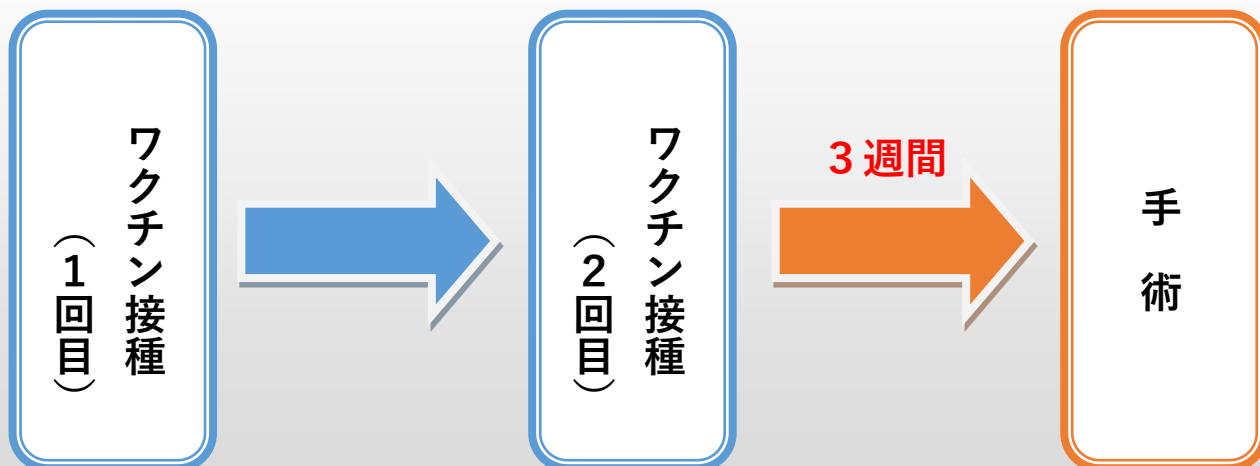 ワクチン接種
（１回目）
ワクチン接種
（２回目）
３週間
手術